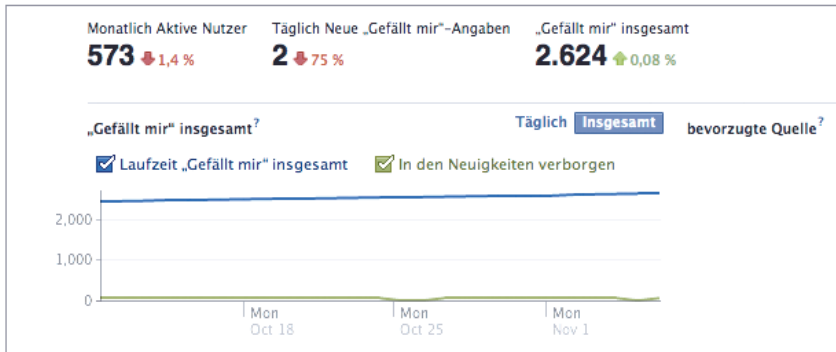 Monatlich Aktive Nutzer
573 1,4 %
Täglich Neue „Gefällt mir"-Angaben
2 75 %
„Gefällt mir" insgesamt
2.624 0,08 %
„Gefällt mir" insgesamt?
Täglich Insgesamt
bevorzugte Quelle?
Laufzeit „Gefällt mir" insgesamt
In den Neuigkeiten verborgen
2,000
1,000
0
Mon
Oct 18
Mon
Oct 25
Mon
Nov 1